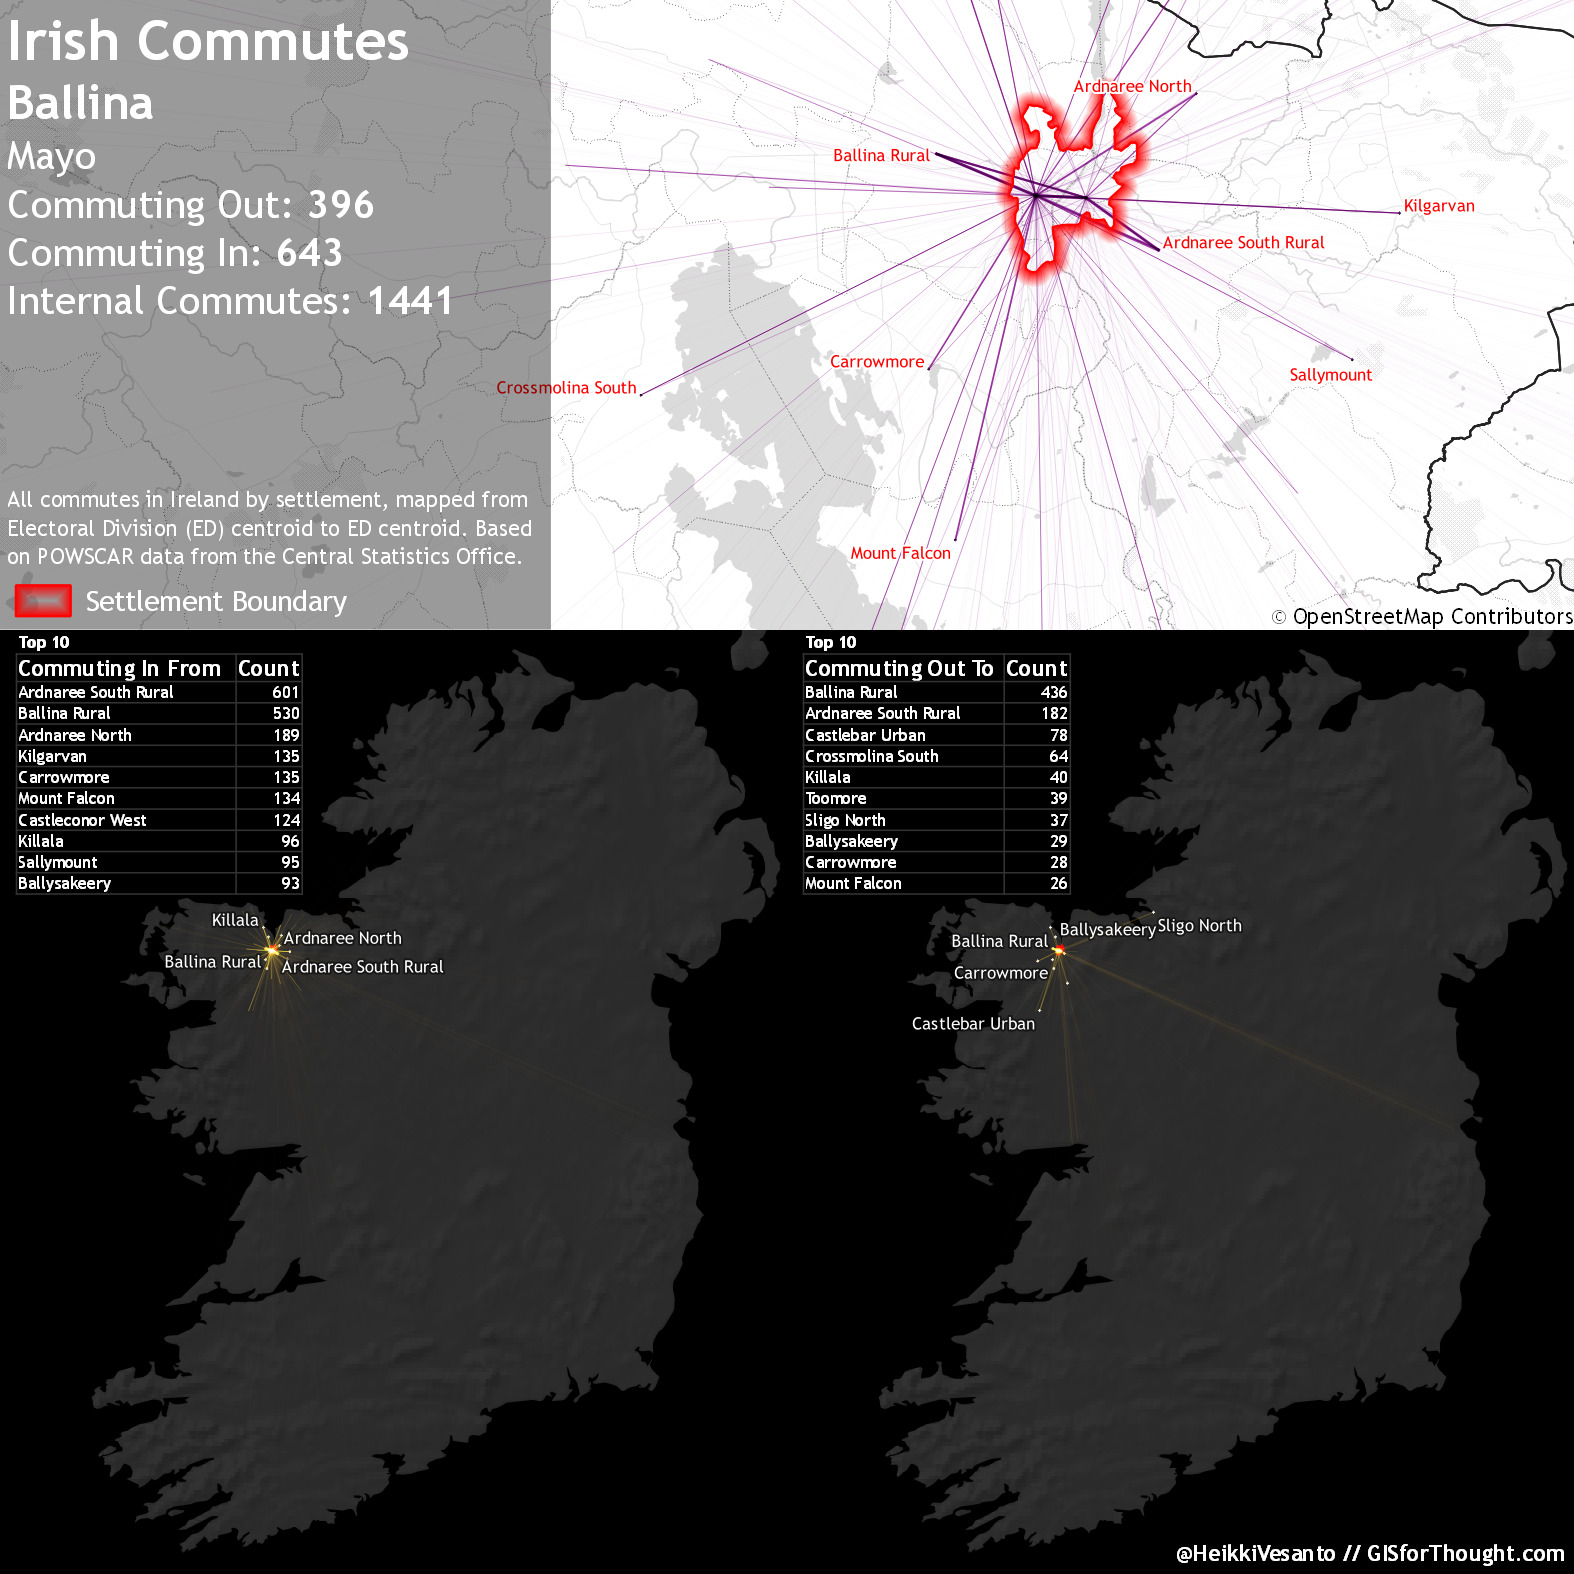 Irish Commutes
Ballina
Mayo
Commuting Out: 396
Commuting In: 643
Internal Commutes: 1441
All commutes in Ireland by settlement, mapped from
Electoral Division (ED) centroid to ED centroid. Based
on POWSCAR data from the Central Statistics Office.
Settlement Boundary
Ardnaree North
Ballina Rural
Kilgarvan
Ardnaree South Rural
Carrowmore
Sallymount
Crossmolina South
Mount Falcon
© OpenStreetMap Contributors
Top 10
Commuting In From Count
Ardnaree South Rural 601
Ballina Rural 530
Ardnaree North 189
Kilgarvan 135
Carrowmore 135
Mount Falcon 134
Castleconor West 124
Killala 96
Sallymount 95
Ballysakeery 93
Killala
Ardnaree North
Ballina Rural
Ardnaree South Rural
Top 10
Commuting Out To Count
Ballina Rural 436
Ardnaree South Rural 182
Castlebar Urban 78
Crossmolina South 64
Killala 40
Toomore 39
Sligo North 37
Ballysakeery 29
Carrowmore 28
Mount Falcon 26
Sligo North
Ballysakeery
Ballina Rural
Carrowmore
Castlebar Urban
@HeikkiVesanto // GISforThought.com